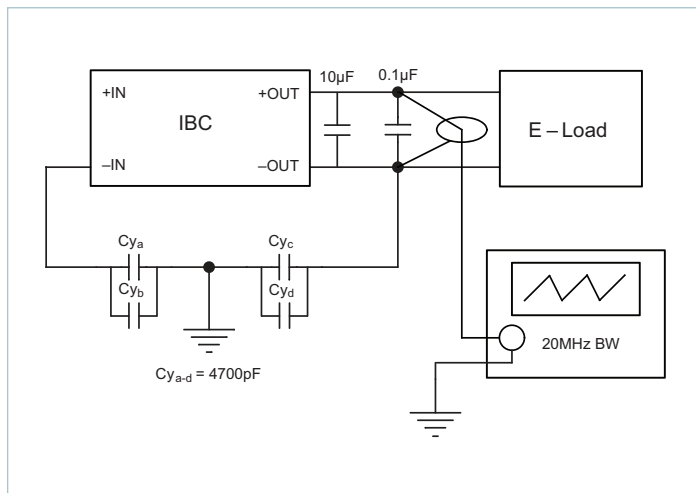 10µF
0.1µF
+IN
+OUT
IBC
E – Load
–IN
–OUT
Cya
Cyc
Cyb
Cyd
20MHz BW
Cya-d = 4700pF